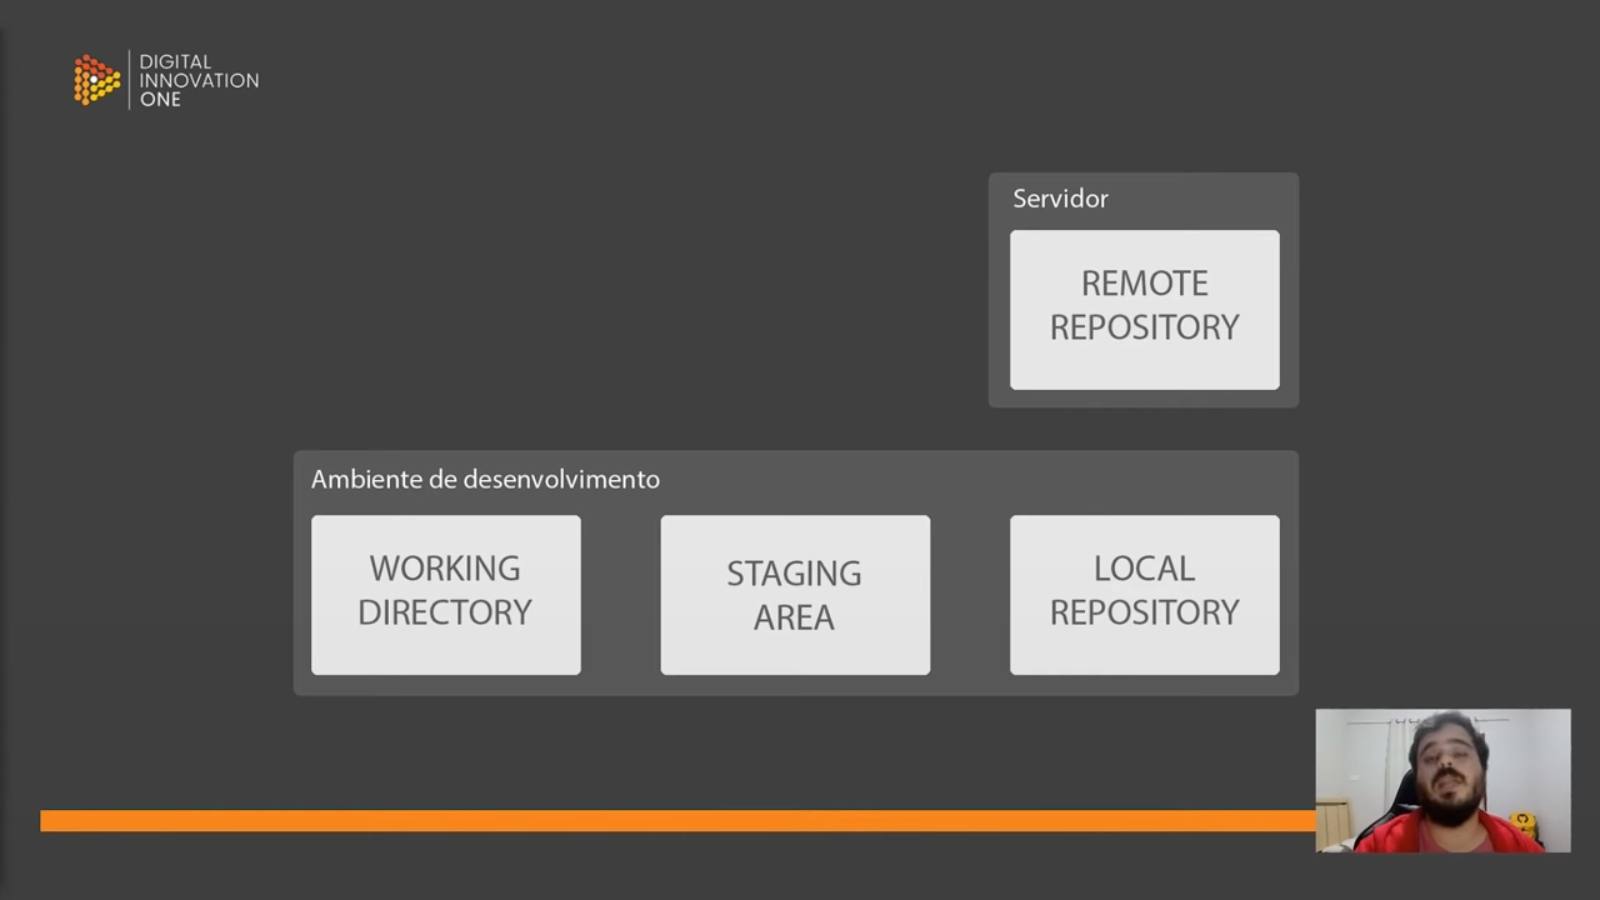 DIGITAL
INNOVATION
ONE
Servidor
REMOTE
REPOSITORY
Ambiente de desenvolvimento
WORKING
DIRECTORY
STAGING
AREA
LOCAL
REPOSITORY